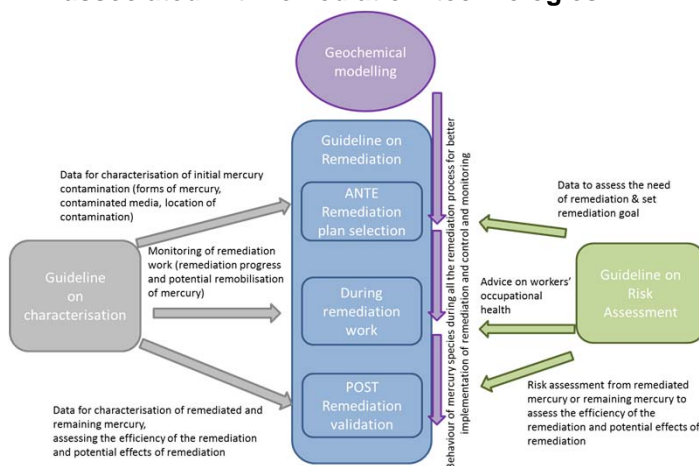 Geochemical
modelling
Guideline on
Remediation
ANTE
Remediation
plan selection
During
remediation
work
POST
Remediation
validation
Data for characterisation of initial mercury
contamination (forms of mercury,
contaminated media, location of
contamination)
Monitoring of remediation
work (remediation progress
and potential remobilisation
of mercury)
Guideline
on
characterisation
Data for characterisation of remediated and
remaining mercury,
assessing the efficiency of the remediation
and potential effects of remediation
Behaviour of mercury species during all the remediation process for better
implementation of remediation and control and monitoring
Data to assess the need
of remediation & set
remediation goal
Advice on workers'
occupational
health
Guideline on
Risk
Assessment
Risk assessment from remediated
mercury or remaining mercury to
assess the efficiency of the
remediation and potential effects of
remediation